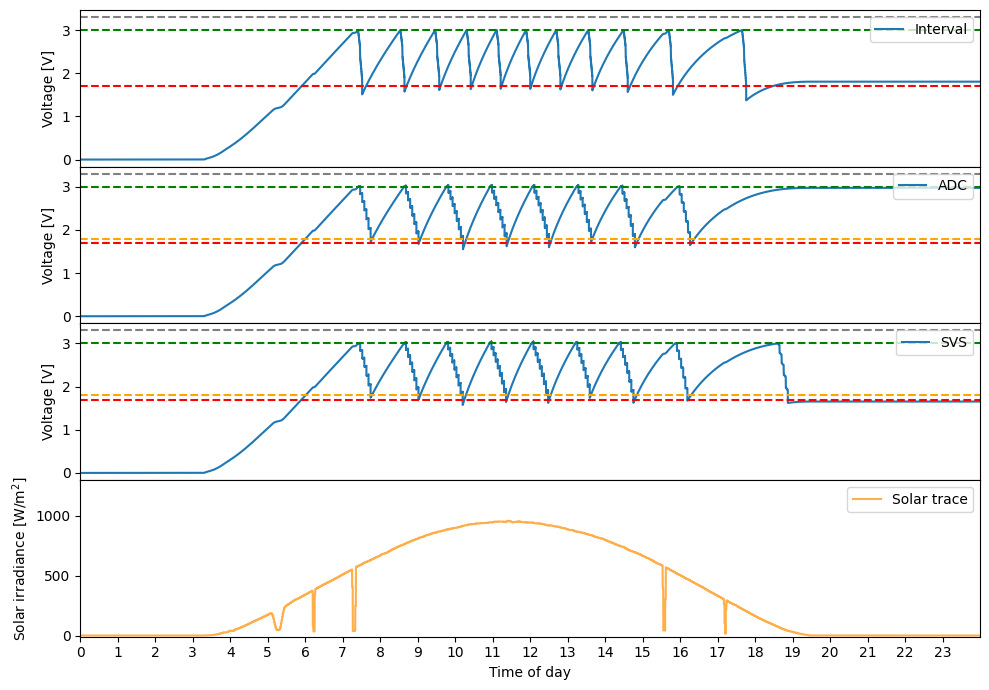 Voltage [V]
3
2
1
0
Interval
Voltage [V]
3
2
1
0
ADC
Voltage [V]
3
2
1
0
SVS
Solar irradiance [W/m²]
1000
500
0
Solar trace
0 1 2 3 4 5 6 7 8 9 10 11 12 13 14 15 16 17 18 19 20 21 22 23
Time of day